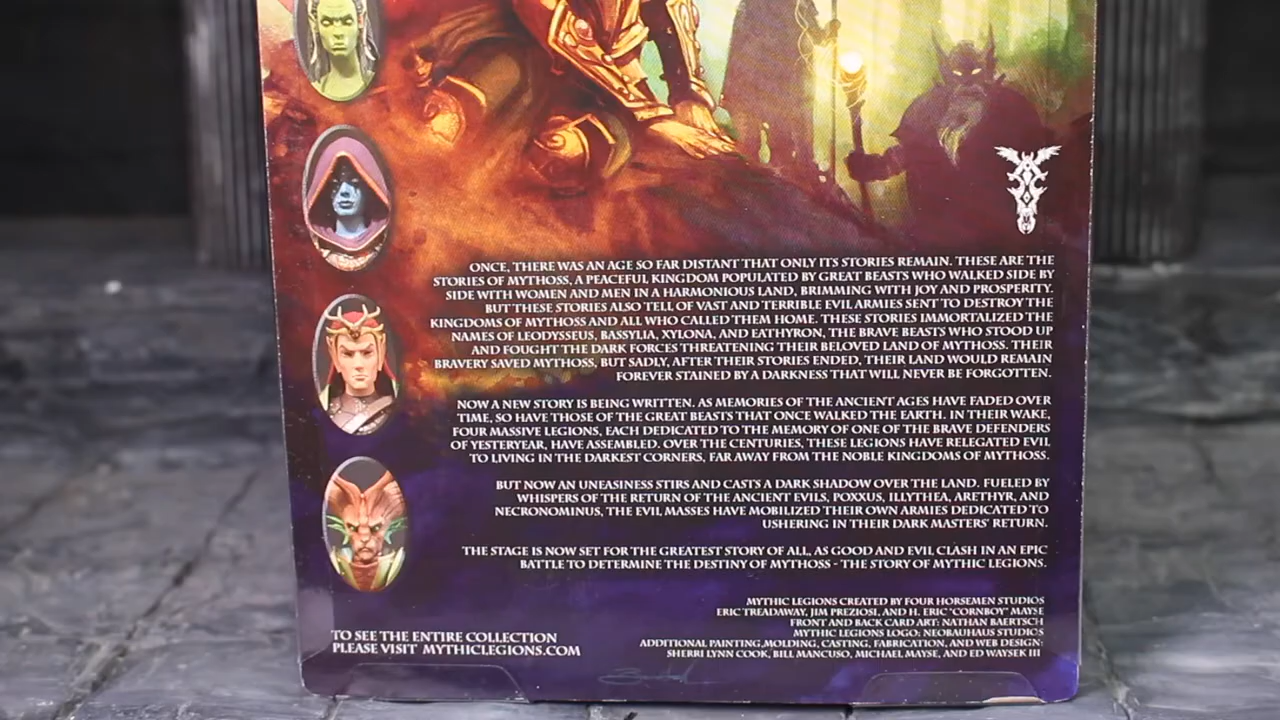 ONCE, THERE WAS AN AGE SO FAR DISTANT THAT ONLY ITS STORIES REMAIN. THESE ARE THE
STORIES OF MYTHOSS, A PEACEFUL KINGDOM POPULATED BY GREAT BEASTS WHO WALKED SIDE BY
SIDE WITH WOMEN AND MEN IN A HARMONIOUS LAND, BRIMMING WITH JOY AND PROSPERITY.
BUT THESE STORIES ALSO TELL OF VAST AND TERRIBLE EVIL ARMIES SENT TO DESTROY THE
KINGDOMS OF MYTHOSS AND ALL WHO CALLED THEM HOME. THESE STORIES IMMORTALIZED THE
NAMES OF LEODYSSEUS, BASSYLIA, XYLONA, AND EATHYRON, THE BRAVE BEASTS WHO STOOD UP
AND FOUGHT THE DARK FORCES THREATENING THEIR BELOVED LAND OF MYTHOSS. THEIR
BRAVERY SAVED MYTHOSS, BUT SADLY, AFTER THEIR STORIES ENDED, THEIR LAND WOULD REMAIN
FOREVER STAINED BY A DARKNESS THAT WILL NEVER BE FORGOTTEN.
NOW A NEW STORY IS BEING WRITTEN. AS MEMORIES OF THE ANCIENT AGES HAVE FADED OVER
TIME, SO HAVE THOSE OF THE GREAT BEASTS THAT ONCE WALKED THE EARTH. IN THEIR WAKE,
FOUR MASSIVE LEGIONS, EACH DEDICATED TO THE MEMORY OF ONE OF THE BRAVE DEFENDERS
OF YESTERYEAR, HAVE ASSEMBLED. OVER THE CENTURIES, THESE LEGIONS HAVE RELEGATED EVIL
TO LIVING IN THE DARKEST CORNERS, FAR AWAY FROM THE NOBLE KINGDOMS OF MYTHOSS.
BUT NOW AN UNEASINESS STIRS AND CASTS A DARK SHADOW OVER THE LAND. FUELED BY
WHISPERS OF THE RETURN OF THE ANCIENT EVILS, POXXUS, ILLYTHEA, ARETHYR, AND
NECRONOMINUS, THE EVIL MASSES HAVE MOBILIZED THEIR OWN ARMIES DEDICATED TO
USHERING IN THEIR DARK MASTERS' RETURN.
THE STAGE IS NOW SET FOR THE GREATEST STORY OF ALL, AS GOOD AND EVIL CLASH IN AN EPIC
BATTLE TO DETERMINE THE DESTINY OF MYTHOSS - THE STORY OF MYTHIC LEGIONS.
MYTHIC LEGIONS CREATED BY FOUR HORSEMEN STUDIOS
ERIC TREADAWAY, JIM PREZIOSI, AND H. ERIC "CORNBOY" MAYSE
FRONT AND BACK CARD ART: NATHAN BAERTSCH
MYTHIC LEGIONS LOGO: NEOBAUHAUS STUDIOS
ADDITIONAL PAINTING,MOLDING, CASTING, FABRICATION, AND WEB DESIGN:
SHERRI LYNN COOK, BILL MANCUSO, MICHAEL MAYSE, AND ED WAYSEK III
TO SEE THE ENTIRE COLLECTION
PLEASE VISIT MYTHICLEGIONS.COM